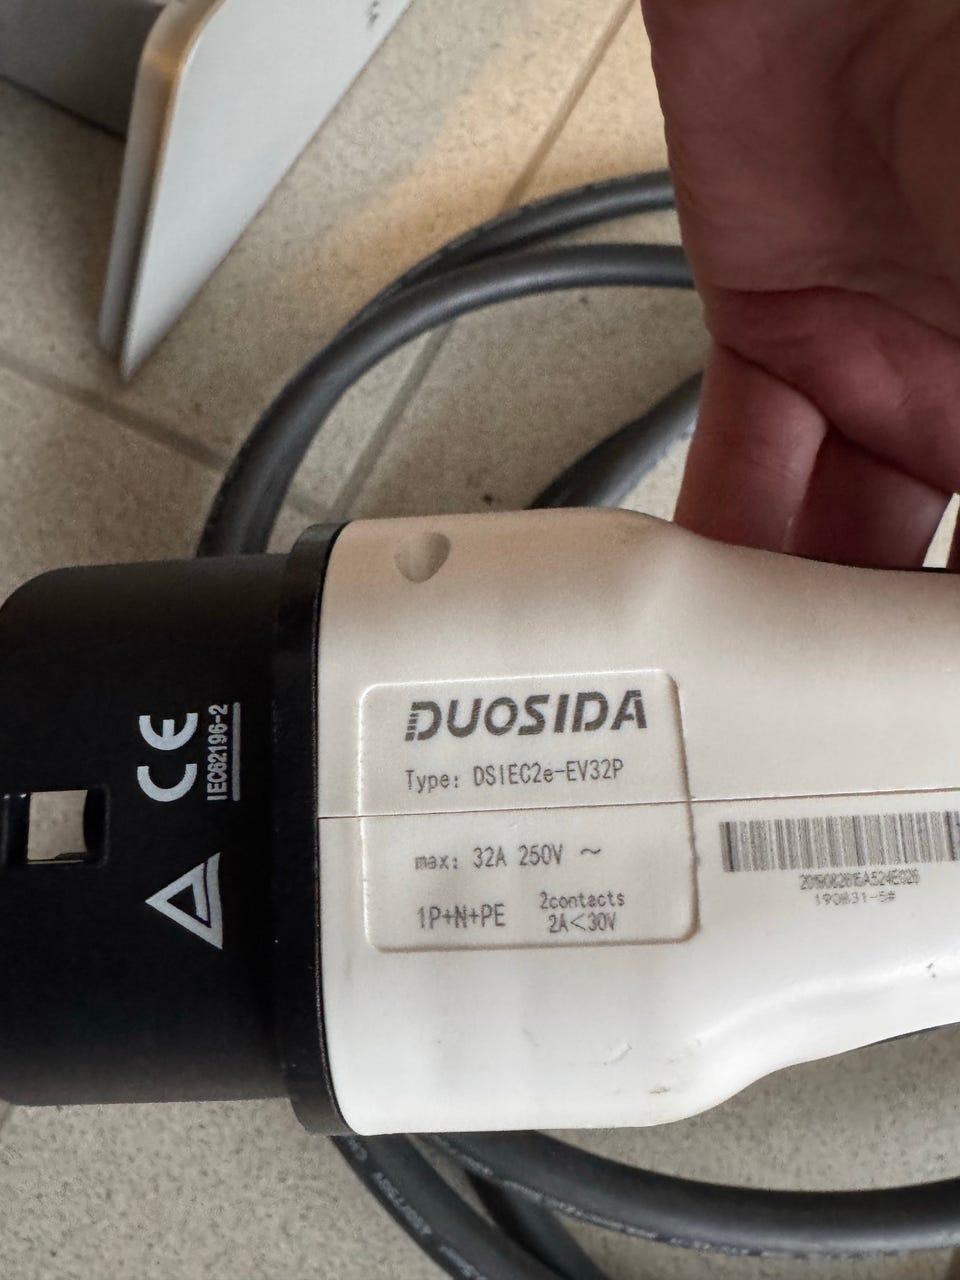 CE
IEC62196-2
DUOSIDA
Type: DSIEC2e-EV32P
max: 32A 250V ～
1P+N+PE
2contacts
2A<30V